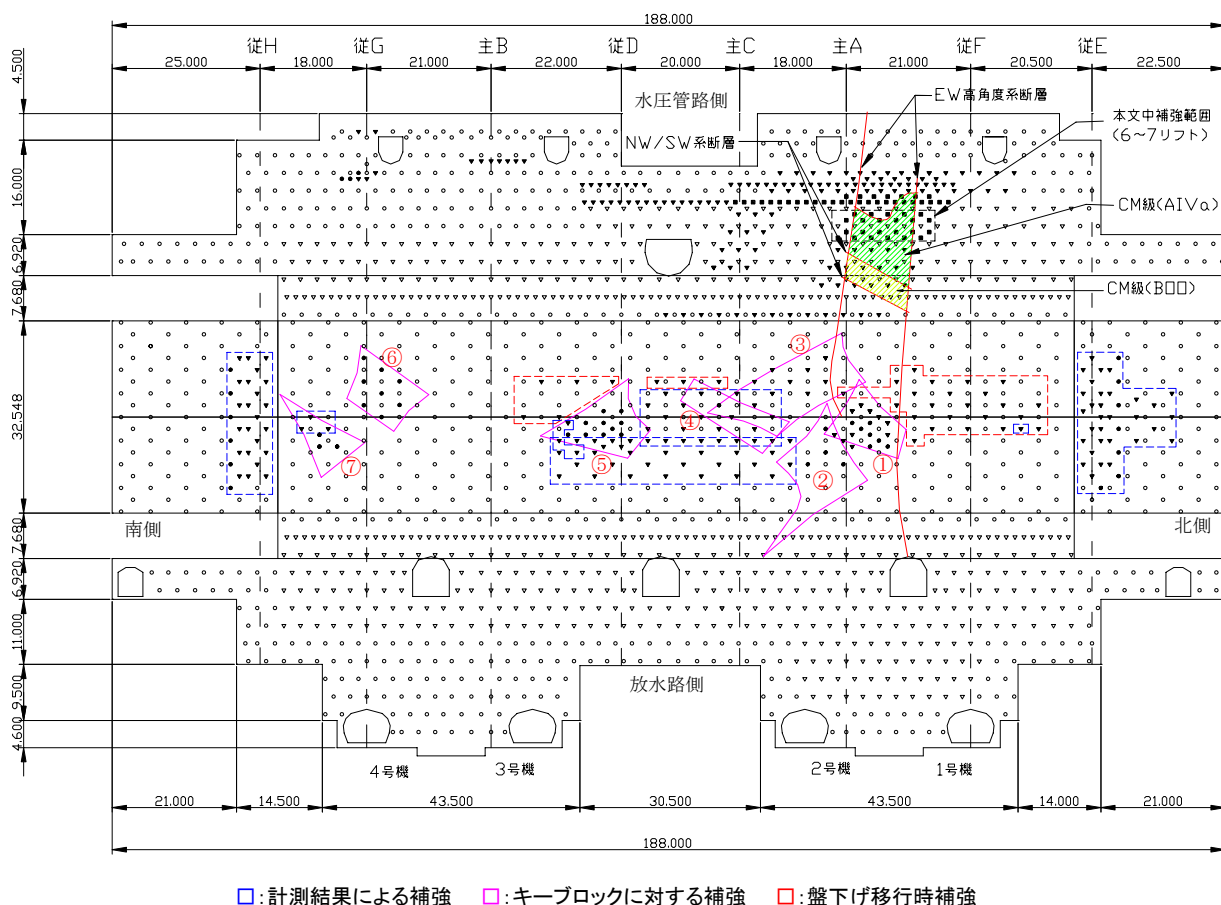 188.000
従H 従G 主B 従D 主C 主A 従F 従E
4.500 25.000 18.000 21.000 22.000 20.000 18.000 21.000 20.500 22.500
水圧管路側
EW高角度系断層
本文中補強範囲
(6~7リフト)
NW/SW系断層
16.000
CM級(AIVa)
6.920
CM級(B□□)
7.680
32.548
③
⑥
④
⑤
①
②
⑦
南側
北側
7.680
6.920
11.000
放水路側
9.500
4.600
4号機 3号機 2号機 1号機
21.000 14.500 43.500 30.500 43.500 14.000 21.000
188.000
□:計測結果による補強 □:キーブロックに対する補強 □:盤下げ移行時補強